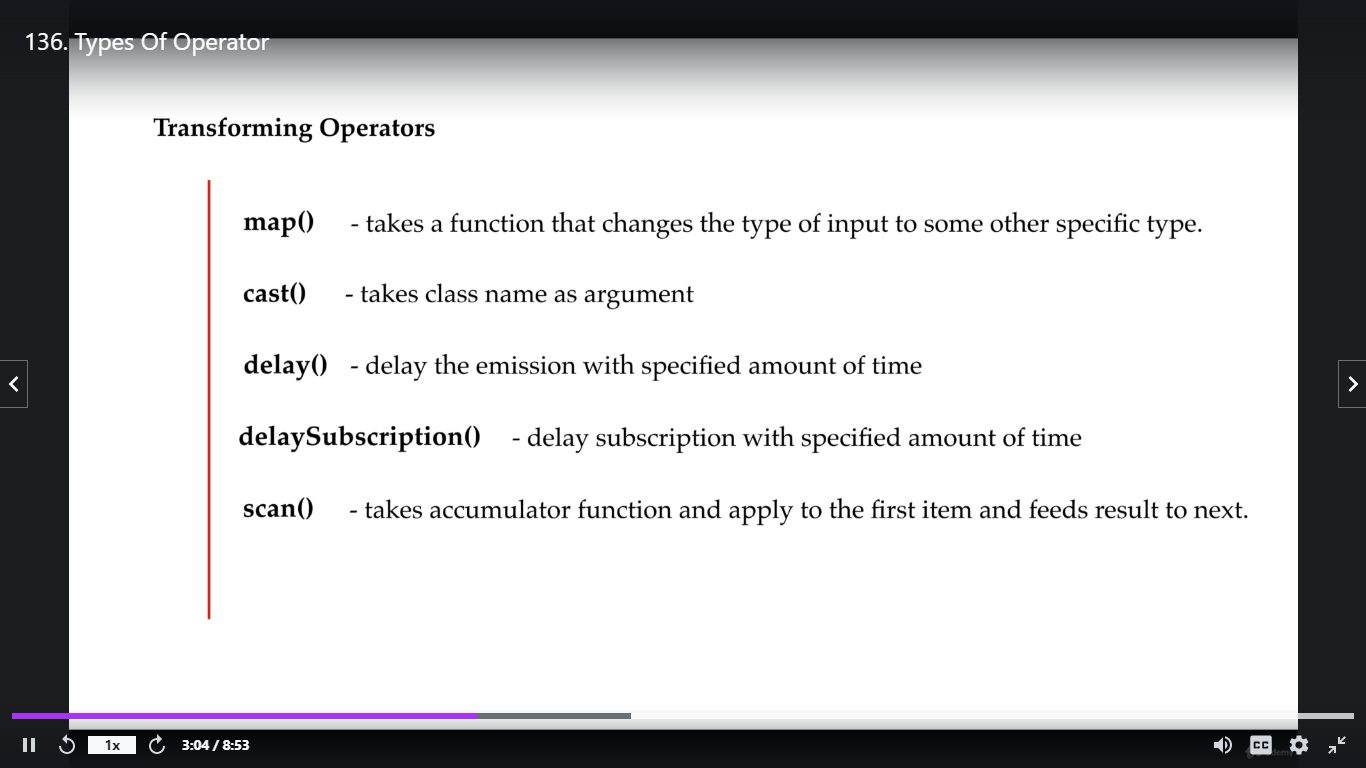 136. Types Of Operator
Transforming Operators
map() - takes a function that changes the type of input to some other specific type.
cast() - takes class name as argument
delay() - delay the emission with specified amount of time
delaySubscription() - delay subscription with specified amount of time
scan() - takes accumulator function and apply to the first item and feeds result to next.
1x 3:04 / 8:53 CC